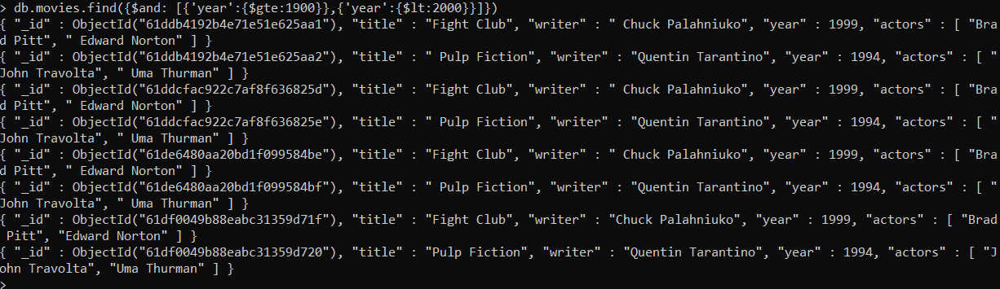 > db.movies.find({$and: [{'year':{$gte:1900}},{'year':{$lt:2000}}]})
{ "_id" : ObjectId("61ddb4192b4e71e51e625aa1"), "title" : "Fight Club", "writer" : " Chuck Palahniuko", "year" : 1999, "actors" : [ "Bra
d Pitt", " Edward Norton" ] }
{ "_id" : ObjectId("61ddb4192b4e71e51e625aa2"), "title" : " Pulp Fiction", "writer" : "Quentin Tarantino", "year" : 1994, "actors" : [ "
John Travolta", " Uma Thurman" ] }
{ "_id" : ObjectId("61ddcfac922c7af8f636825d"), "title" : "Fight Club", "writer" : " Chuck Palahniuko", "year" : 1999, "actors" : [ "Bra
d Pitt", " Edward Norton" ] }
{ "_id" : ObjectId("61ddcfac922c7af8f636825e"), "title" : " Pulp Fiction", "writer" : "Quentin Tarantino", "year" : 1994, "actors" : [ "
John Travolta", " Uma Thurman" ] }
{ "_id" : ObjectId("61de6480aa20bd1f099584be"), "title" : "Fight Club", "writer" : " Chuck Palahniuko", "year" : 1999, "actors" : [ "Bra
d Pitt", " Edward Norton" ] }
{ "_id" : ObjectId("61de6480aa20bd1f099584bf"), "title" : " Pulp Fiction", "writer" : "Quentin Tarantino", "year" : 1994, "actors" : [ "
John Travolta", " Uma Thurman" ] }
{ "_id" : ObjectId("61df0049b88eabc31359d71f"), "title" : "Fight Club", "writer" : "Chuck Palahniuko", "year" : 1999, "actors" : [ "Brad
 Pitt", "Edward Norton" ] }
{ "_id" : ObjectId("61df0049b88eabc31359d720"), "title" : "Pulp Fiction", "writer" : "Quentin Tarantino", "year" : 1994, "actors" : [ "J
ohn Travolta", "Uma Thurman" ] }
>